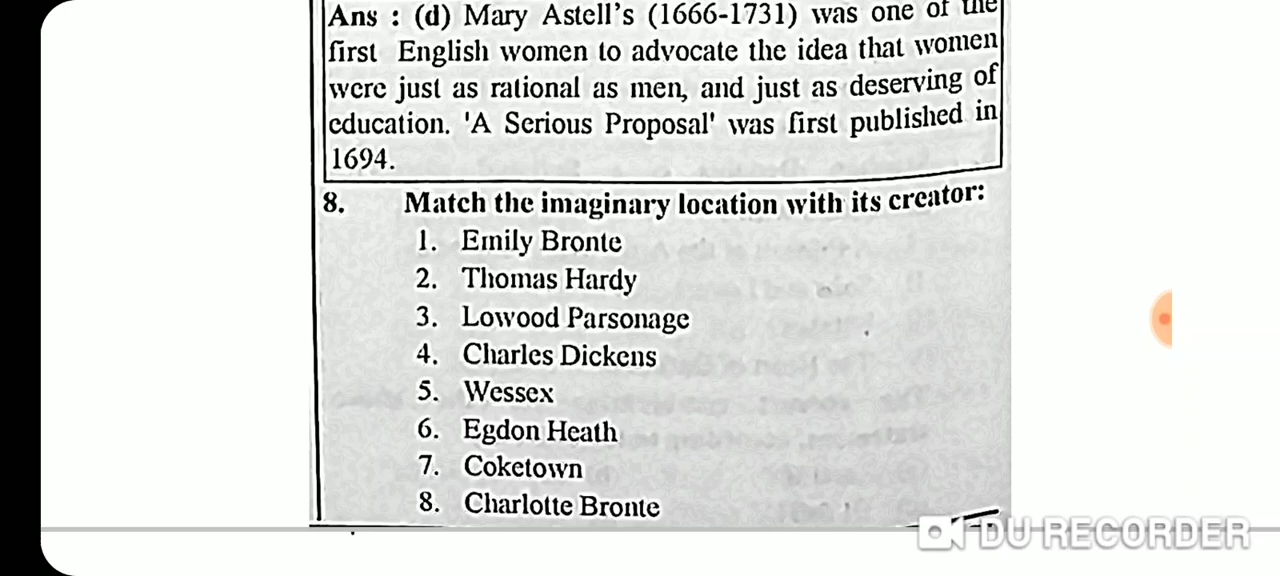 Ans : (d) Mary Astell's (1666-1731) was one of the
first English women to advocate the idea that women
were just as rational as men, and just as deserving of
education. 'A Serious Proposal' was first published in
1694.
8. Match the imaginary location with its creator:
1. Emily Bronte
2. Thomas Hardy
3. Lowood Parsonage
4. Charles Dickens
5. Wessex
6. Egdon Heath
7. Coketown
8. Charlotte Bronte
DU RECORDER